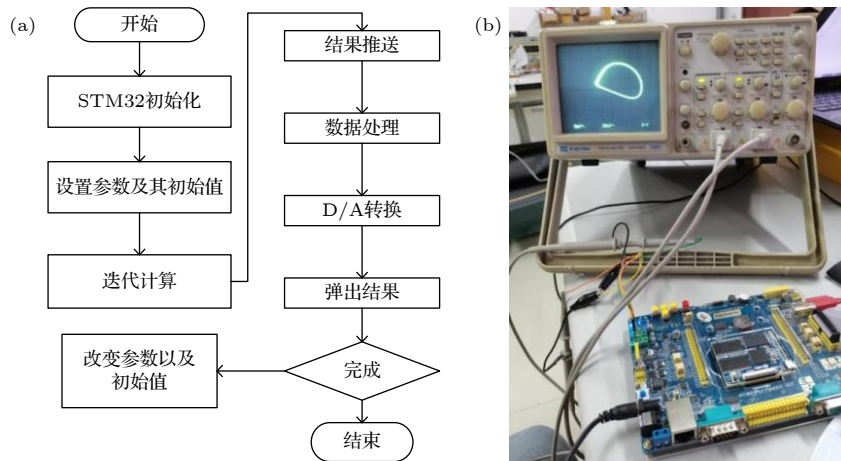 (a)
开始
STM32初始化
设置参数及其初始值
迭代计算
结果推送
数据处理
D/A转换
弹出结果
完成
改变参数以及
初始值
结束
(b)